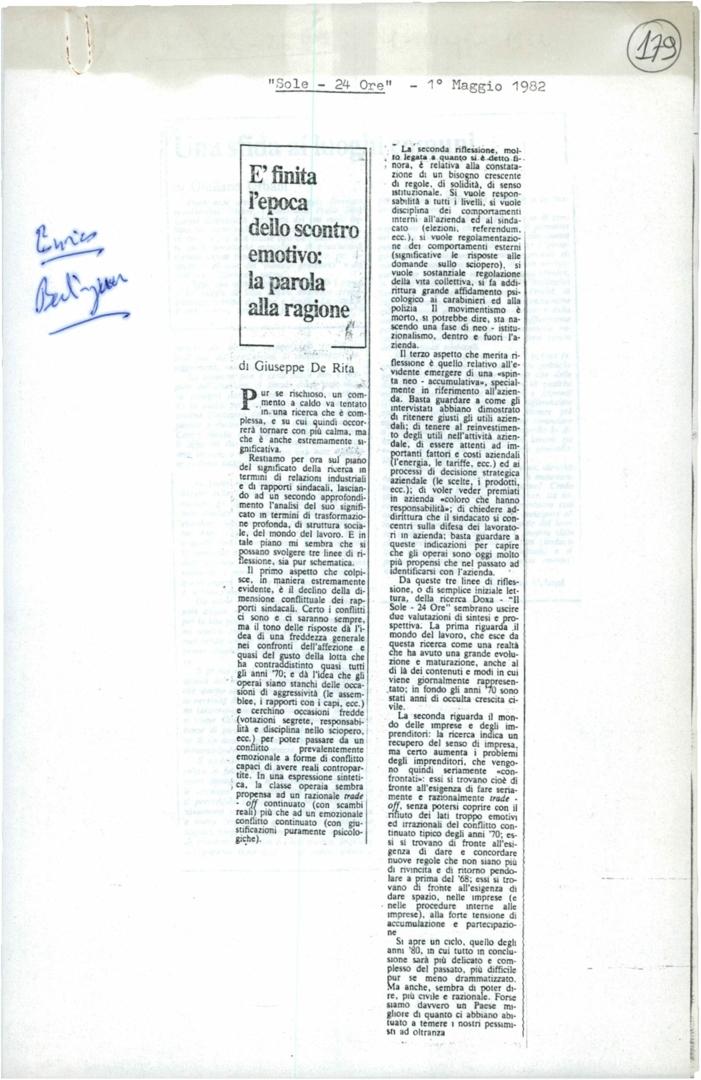 179
"Sole - 24 Ore" - 1° Maggio 1982
Enrico
Berlinguer
E' finita
l'epoca
dello scontro
emotivo:
la parola
alla ragione
di Giuseppe De Rita
Pur se rischioso, un com-
mento a caldo va tentato
in una ricerca che è com-
plessa, e su cui quindi occor-
rerà tornare con più calma, ma
che è anche estremamente si-
gnificativa.
Restiamo per ora sul piano
del significato della ricerca in
termini di relazioni industriali
e di rapporti sindacali, lascian-
do ad un secondo approfondi-
mento l'analisi del suo signifi-
cato in termini di trasformazio-
ne profonda, di struttura socia-
le, del mondo del lavoro. E in
tale piano mi sembra che si
possano svolgere tre linee di ri-
flessione, sia pur schematica.
Il primo aspetto che colpi-
sce, in maniera estremamente
evidente, è il declino della di-
mensione conflittuale dei rap-
porti sindacali. Certo i conflitti
ci sono e ci saranno sempre,
ma il tono delle risposte dà l'i-
dea di una freddezza generale
nei confronti dell'affezione e
quasi del gusto della lotta che
ha contraddistinto quasi tutti
gli anni '70; e dà l'idea che gli
operai siano stanchi delle occa-
sioni di aggressività (le assem-
blee, i rapporti con i capi, ecc.)
e cerchino occasioni fredde
(votazioni segrete, responsabi-
lità e disciplina nello sciopero,
ecc.) per poter passare da un
conflitto prevalentemente
emozionale a forme di conflitto
capaci di avere reali contropar-
tite. In una espressione sinteti-
ca, la classe operaia sembra
propensa ad un razionale trade
- off continuato (con scambi
reali) più che ad un emozionale
conflitto continuato (con giu-
stificazioni puramente psicolo-
giche).
La seconda riflessione, mol-
to legata a quanto si è detto fi-
nora, è relativa alla constata-
zione di un bisogno crescente
di regole, di solidità, di senso
istituzionale. Si vuole respon-
sabilità a tutti i livelli, si vuole
disciplina dei comportamenti
interni all'azienda ed al sinda-
cato (elezioni, referendum,
ecc.), si vuole regolamentazio-
ne dei comportamenti esterni
(significative le risposte alle
domande sullo sciopero), si
vuole sostanziale regolazione
della vita collettiva, si fa addi-
rittura grande affidamento psi-
cologico ai carabinieri ed alla
polizia Il movimentismo è
morto, si potrebbe dire, sta na-
scendo una fase di neo - istitu-
zionalismo, dentro e fuori l'a-
zienda.
Il terzo aspetto che merita ri-
flessione è quello relativo all'e-
vidente emergere di una «spin-
ta neo - accumulativa», special-
mente in riferimento all'azien-
da. Basta guardare a come gli
intervistati abbiano dimostrato
di ritenere giusti gli utili azien-
dali; di tenere al reinvestimen-
to degli utili nell'attività azien-
dale, di essere attenti ad im-
portanti fattori e costi aziendali
(l'energia, le tariffe, ecc.) ed ai
processi di decisione strategica
aziendale (le scelte, i prodotti,
ecc.); di voler veder premiati
in azienda «coloro che hanno
responsabilità»; di chiedere ad-
dirittura che il sindacato si con-
centri sulla difesa dei lavorato-
ri in azienda; basta guardare a
queste indicazioni per capire
che gli operai sono oggi molto
più propensi che nel passato ad
identificarsi con l'azienda.
Da queste tre linee di rifles-
sione, o di semplice iniziale let-
tura, della ricerca Doxa - "Il
Sole - 24 Ore" sembrano uscire
due valutazioni di sintesi e pro-
spettiva. La prima riguarda il
mondo del lavoro, che esce da
questa ricerca come una realtà
che ha avuto una grande evolu-
zione e maturazione, anche al
di là dei contenuti e modi in cui
viene giornalmente rappresen-
tato; in fondo gli anni '70 sono
stati anni di occulta crescita ci-
vile.
La seconda riguarda il mon-
do delle imprese e degli im-
prenditori: la ricerca indica un
recupero del senso di impresa,
ma certo aumenta i problemi
degli imprenditori, che vengo-
no quindi seriamente «con-
frontati»: essi si trovano cioè di
fronte all'esigenza di fare seria-
mente e razionalmente trade -
off, senza potersi coprire con il
rifiuto dei lati troppo emotivi
ed irrazionali del conflitto con-
tinuato tipico degli anni '70; es-
si si trovano di fronte all'esi-
genza di dare e concordare
nuove regole che non siano più
di rivincita e di ritorno pendo-
lare a prima del '68; essi si tro-
vano di fronte all'esigenza di
dare spazio, nelle imprese (e
nelle procedure interne alle
imprese), alla forte tensione di
accumulazione e partecipazio-
ne
Si apre un ciclo, quello degli
anni '80, in cui tutto in conclu-
sione sarà più delicato e com-
plesso del passato, più difficile
pur se meno drammatizzato.
Ma anche, sembra di poter di-
re, più civile e razionale. Forse
siamo davvero un Paese mi-
gliore di quanto ci abbiano abi-
tuato a temere i nostri pessimi-
sti ad oltranza